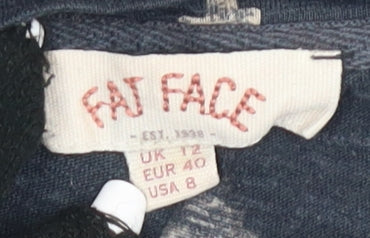 FAT FACE
- EST. 1988 -
UK 12
EUR 40
USA 8